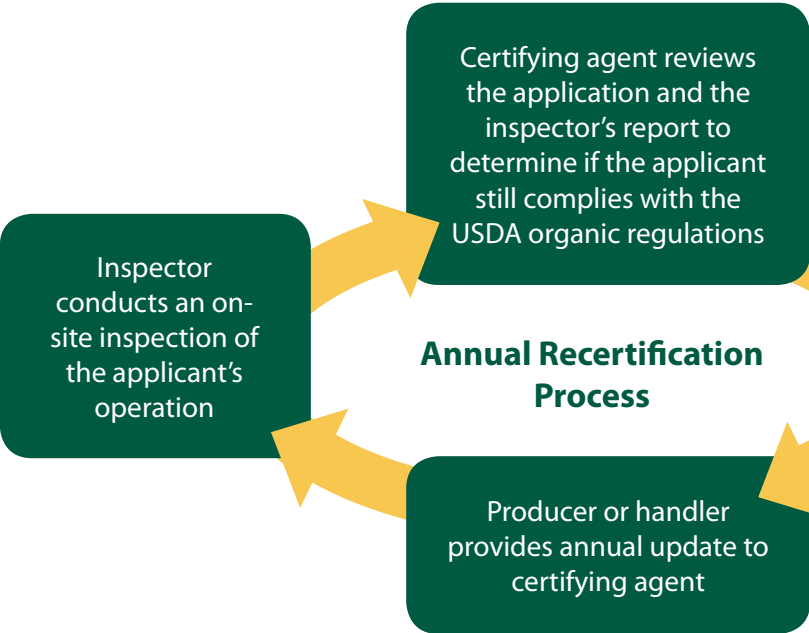 Certifying agent reviews
the application and the
inspector’s report to
determine if the applicant
still complies with the
USDA organic regulations
Inspector
conducts an on-
site inspection of
the applicant’s
operation
Annual Recertification
Process
Producer or handler
provides annual update to
certifying agent